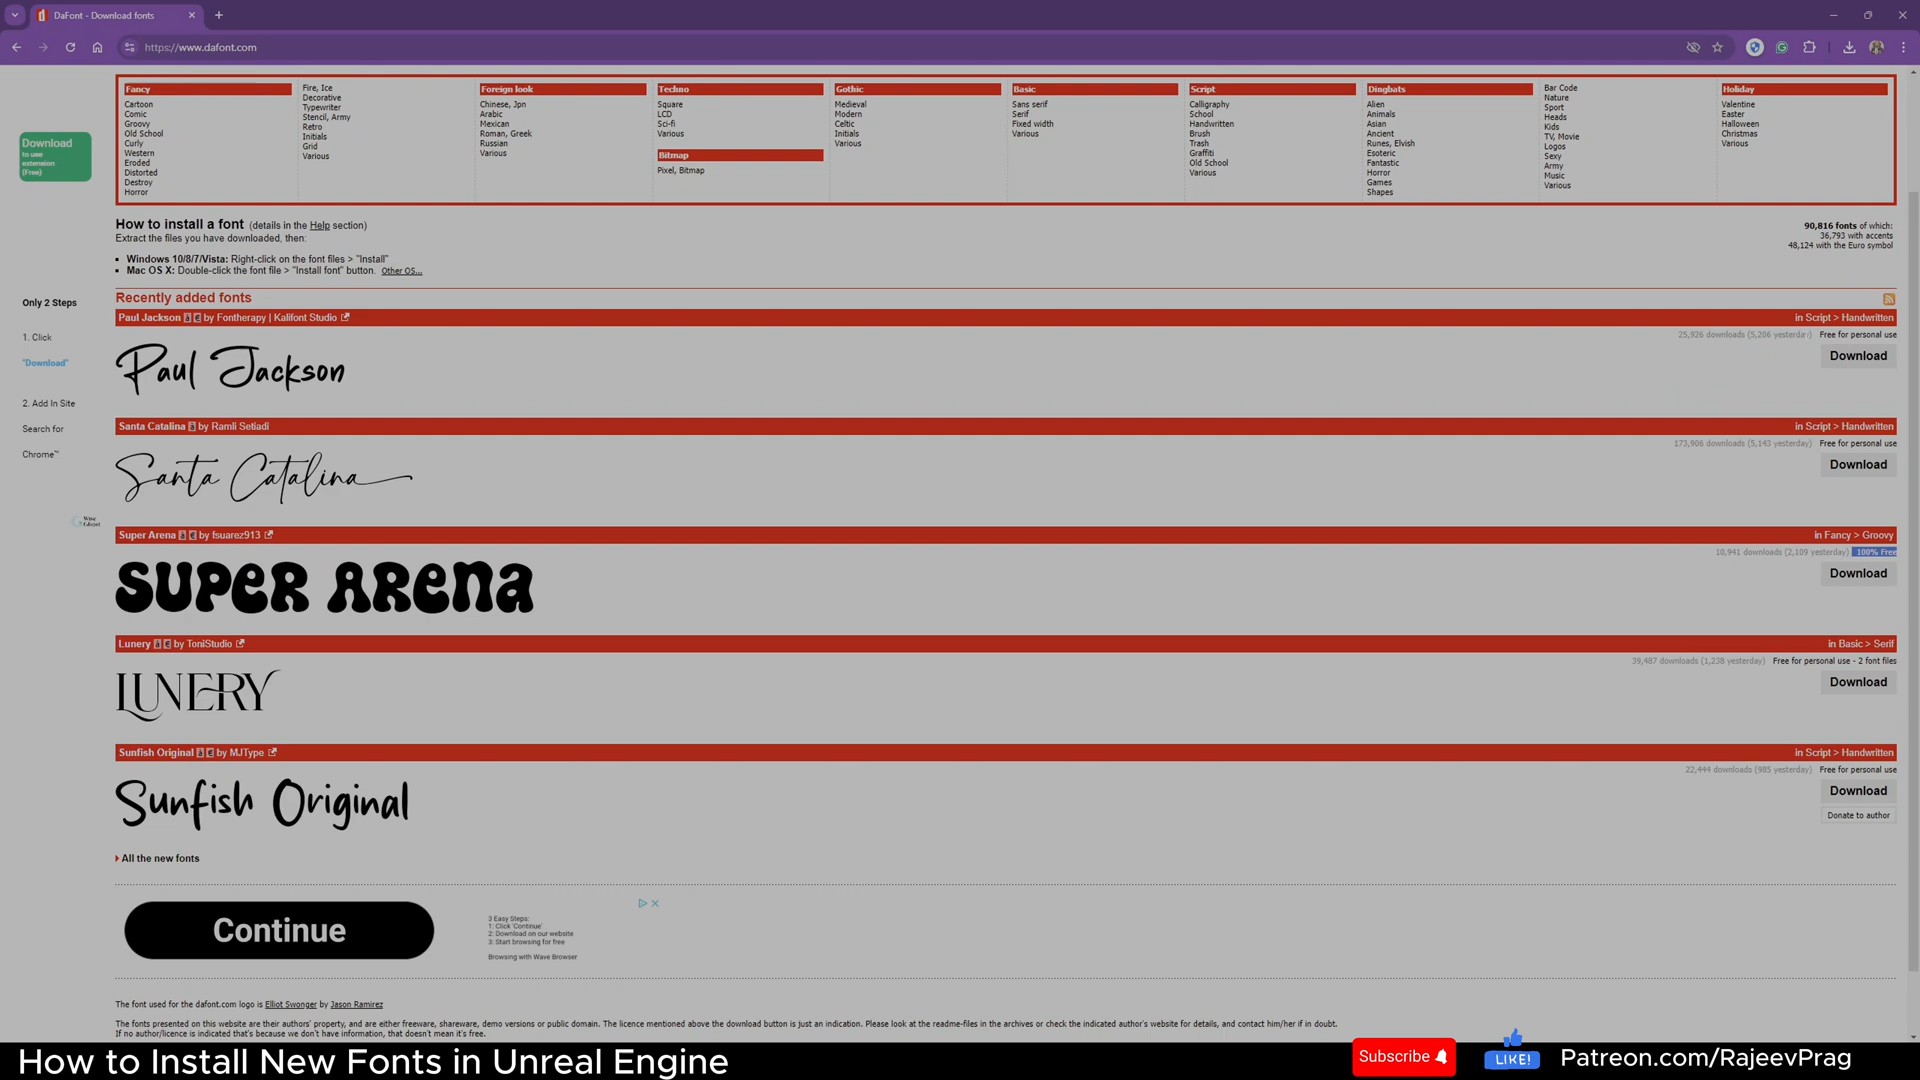 DaFont - Download fonts
https://www.dafont.com
Fancy
Cartoon
Comic
Groovy
Old School
Curly
Western
Eroded
Distorted
Destroy
Horror
Fire, Ice
Decorative
Typewriter
Stencil, Army
Retro
Initials
Grid
Various
Foreign look
Chinese, Jpn
Arabic
Mexican
Roman, Greek
Russian
Various
Techno
Square
LCD
Sci-fi
Various
Bitmap
Pixel, Bitmap
Gothic
Medieval
Modern
Celtic
Initials
Various
Basic
Sans serif
Serif
Fixed width
Various
Script
Calligraphy
School
Handwritten
Brush
Trash
Graffiti
Old School
Various
Dingbats
Alien
Animals
Asian
Ancient
Runes, Elvish
Esoteric
Fantastic
Horror
Games
Shapes
Bar Code
Nature
Sport
Heads
Kids
TV, Movie
Logos
Sexy
Army
Music
Various
Holiday
Valentine
Easter
Halloween
Christmas
Various
Download
to use
extension
(Free)
Only 2 Steps
1. Click
"Download"
2. Add In Site
Search for
Chrome™
Wave
How to install a font (details in the Help section)
Extract the files you have downloaded, then:
Windows 10/8/7/Vista: Right-click on the font files > "Install"
Mac OS X: Double-click the font file > "Install font" button. Other OS...
90,816 fonts of which:
36,793 with accents
48,124 with the Euro symbol
Recently added fonts
Paul Jackson à € by Fontherapy | Kalifont Studio
in Script > Handwritten
25,926 downloads (5,206 yesterday) Free for personal use
Paul Jackson
Download
Santa Catalina à by Ramli Setiadi
in Script > Handwritten
173,906 downloads (5,143 yesterday) Free for personal use
Santa Catalina
Download
Super Arena à € by fsuarez913
in Fancy > Groovy
10,941 downloads (2,109 yesterday) 100% Free
SUPER ARENA
Download
Lunery à € by ToniStudio
in Basic > Serif
39,487 downloads (1,238 yesterday) Free for personal use - 2 font files
LUNERY
Download
Sunfish Original à € by MJType
in Script > Handwritten
22,444 downloads (985 yesterday) Free for personal use
Sunfish Original
Download
Donate to author
All the new fonts
Continue
3 Easy Steps:
1: Click 'Continue'
2: Download on our website
3: Start browsing for free
Browsing with Wave Browser
The font used for the dafont.com logo is Elliot Swonger by Jason Ramirez
The fonts presented on this website are their authors' property, and are either freeware, shareware, demo versions or public domain. The licence mentioned above the download button is just an indication. Please look at the readme-files in the archives or check the indicated author's website for details, and contact him/her if in doubt.
If no author/licence is indicated that's because we don't have information, that doesn't mean it's free.
How to Install New Fonts in Unreal Engine
Subscribe
LIKE!
Patreon.com/RajeevPrag